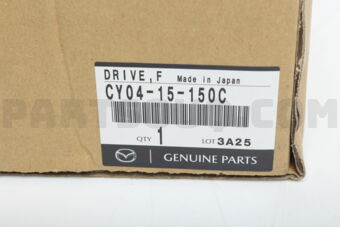 DRIVE,F Made in Japan
CY04-15-150C
QTY 1 LOT 3A25
GENUINE PARTS